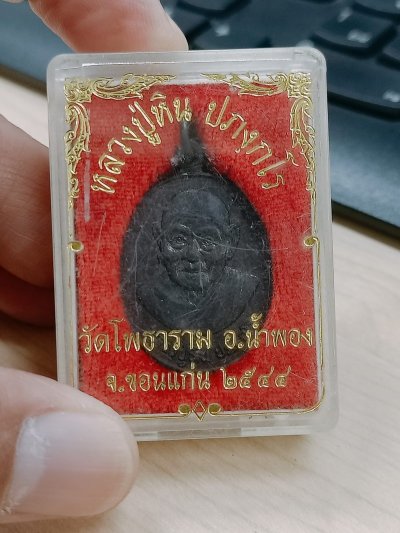 หลวงปู่หิน ปภงฺกโร
วัดโพธาราม อ.น้ำพอง
จ.ขอนแก่น ๒๕๔๔